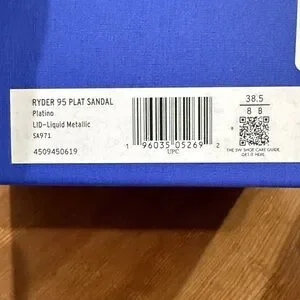 RYDER 95 PLAT SANDAL
Platino
LID-Liquid Metallic
SA971
4509450619
1 96035 05269 2
UPC
38.5
8 B
THE SW SHOE CARE GUIDE.
GET IT HERE.